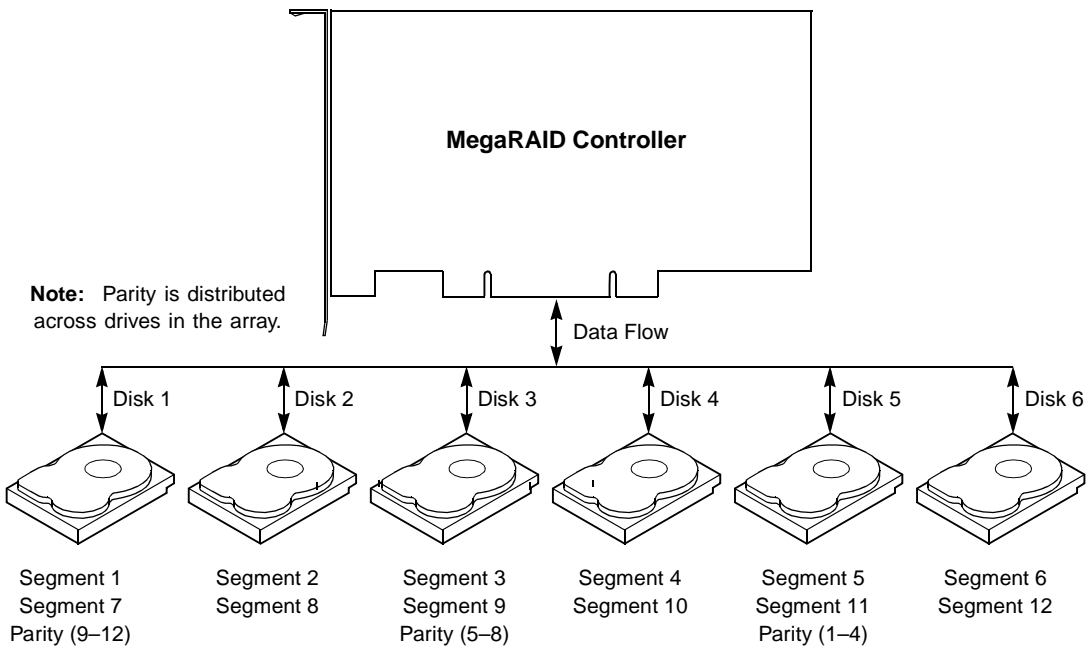 MegaRAID Controller
Note: Parity is distributed
across drives in the array.
Data Flow
Disk 1
Disk 2
Disk 3
Disk 4
Disk 5
Disk 6
Segment 1
Segment 7
Parity (9–12)
Segment 2
Segment 8
Segment 3
Segment 9
Parity (5–8)
Segment 4
Segment 10
Segment 5
Segment 11
Parity (1–4)
Segment 6
Segment 12